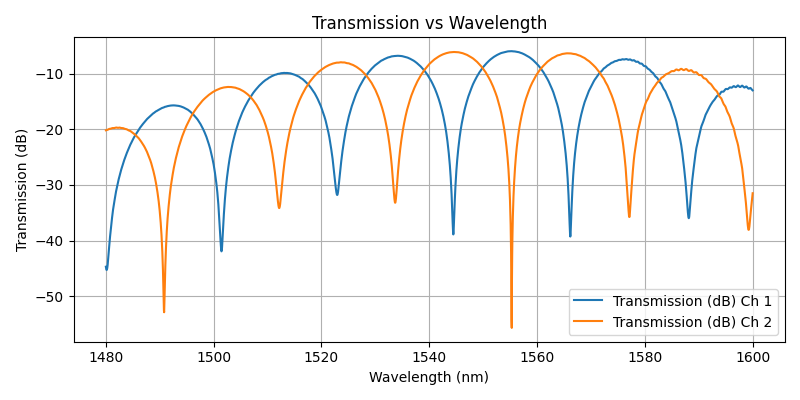 Transmission vs Wavelength
Transmission (dB)
−10
−20
−30
−40
−50
1480
1500
1520
1540
1560
1580
1600
Wavelength (nm)
Transmission (dB) Ch 1
Transmission (dB) Ch 2